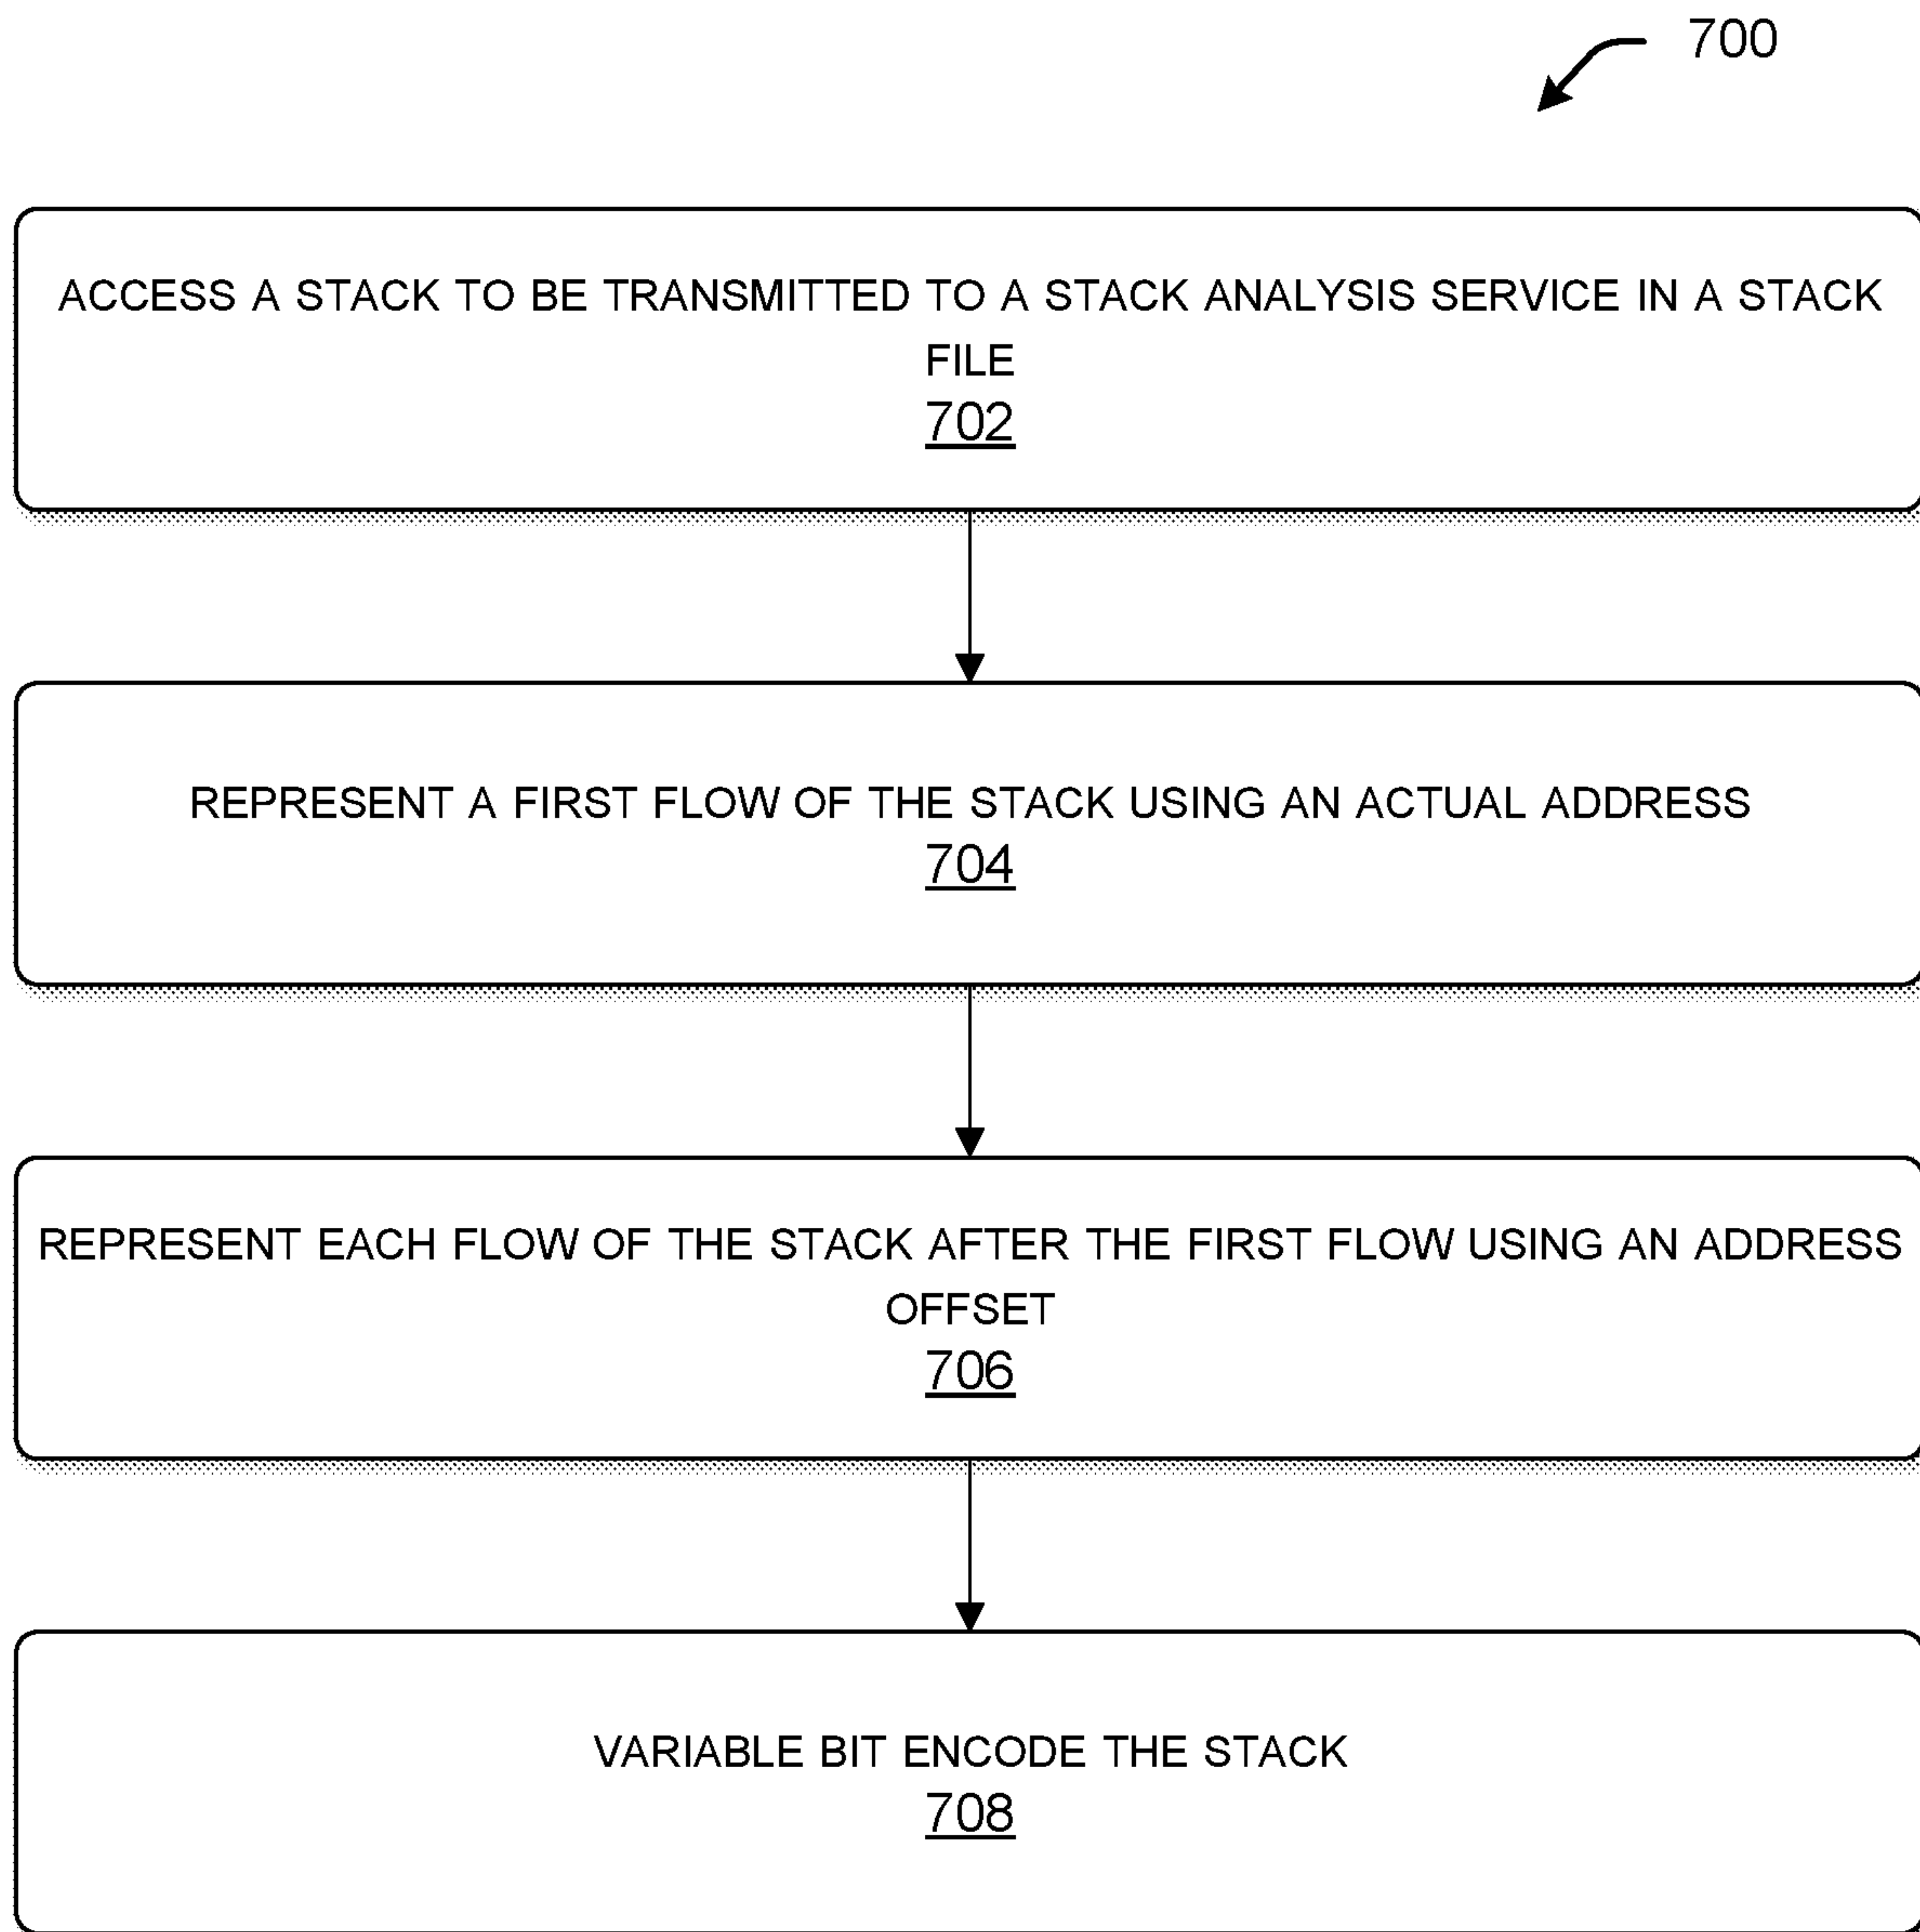 700
ACCESS A STACK TO BE TRANSMITTED TO A STACK ANALYSIS SERVICE IN A STACK
FILE
702
REPRESENT A FIRST FLOW OF THE STACK USING AN ACTUAL ADDRESS
704
REPRESENT EACH FLOW OF THE STACK AFTER THE FIRST FLOW USING AN ADDRESS
OFFSET
706
VARIABLE BIT ENCODE THE STACK
708